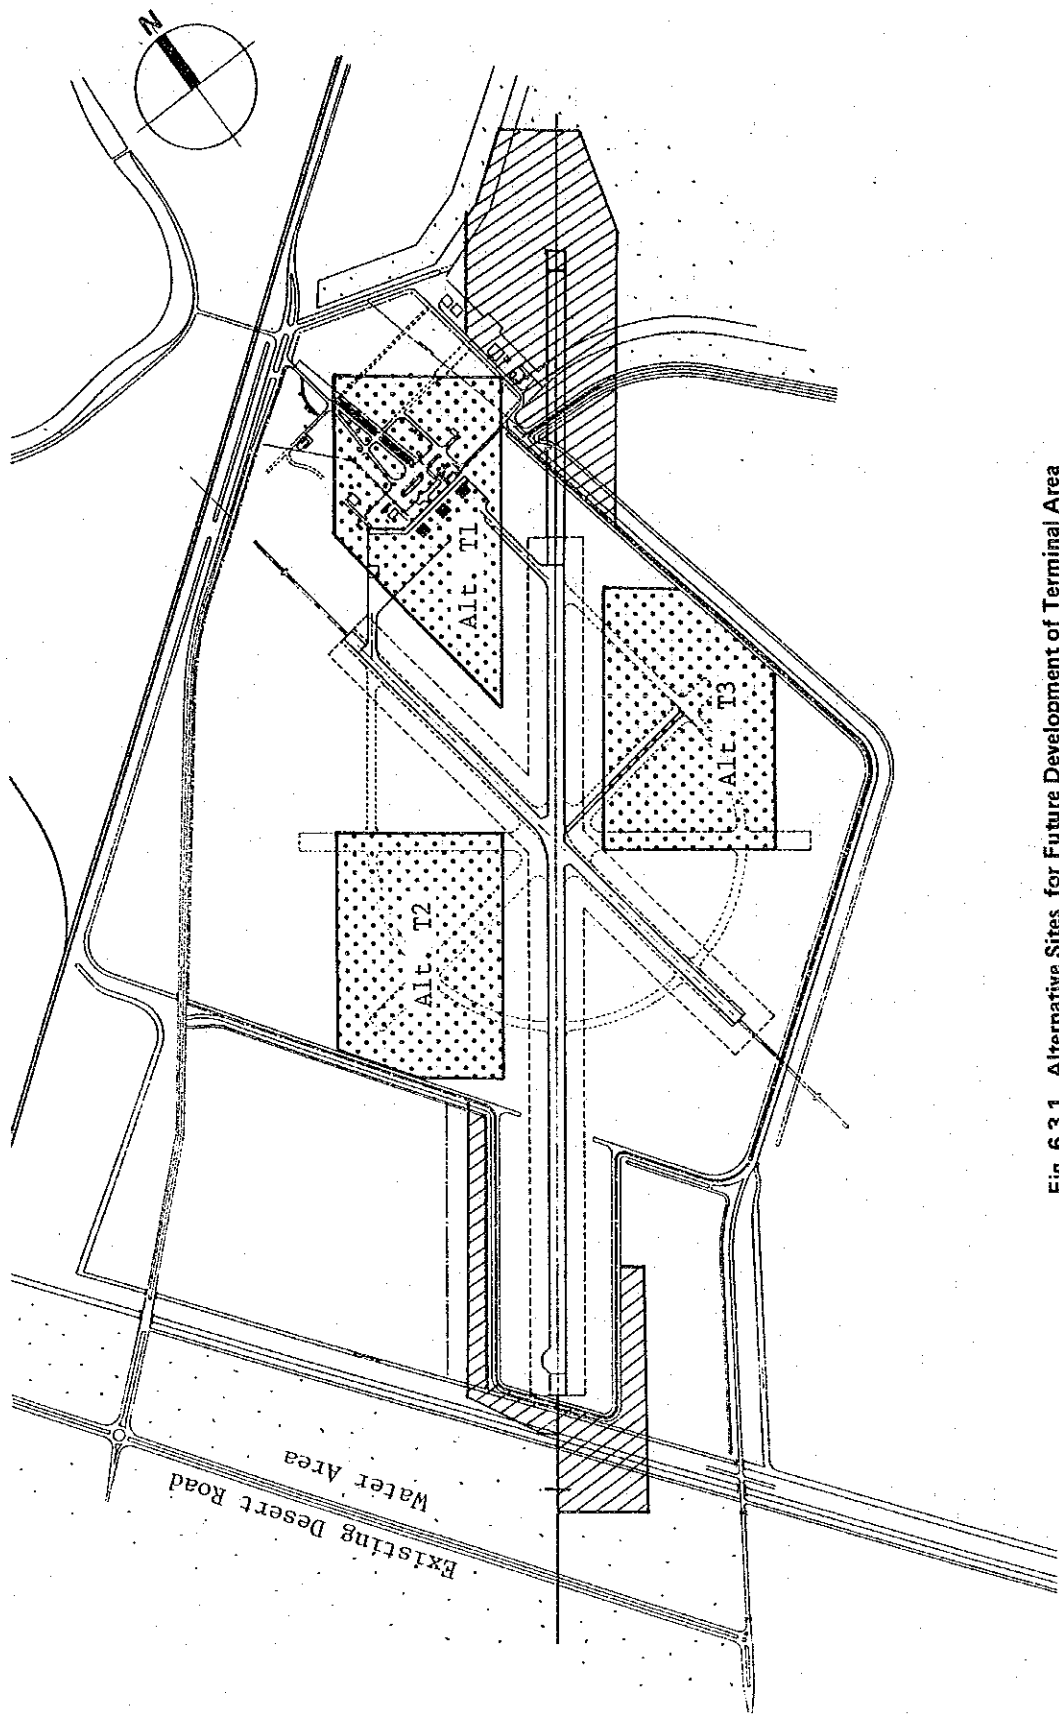 N
Alt. T1
Alt. T2
Alt. T3
Water Area
Existing Desert Road
Fig. 6.3.1 Alternative Sites for Future Development of Terminal Area